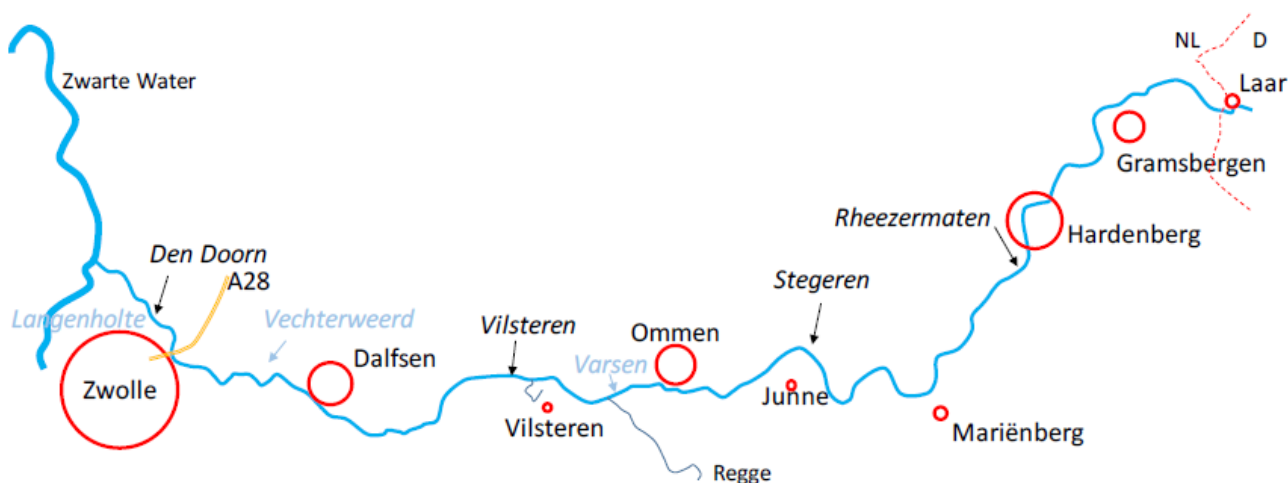 NL
D
Zwarte Water
Laar
Gramsbergen
Rheezermaten
Hardenberg
Den Doorn
A28
Stegeren
Langenholte
Vechterweerd
Vilsteren
Ommen
Dalfsen
Varsen
Zwolle
Junne
Vilsteren
Mariënberg
Regge